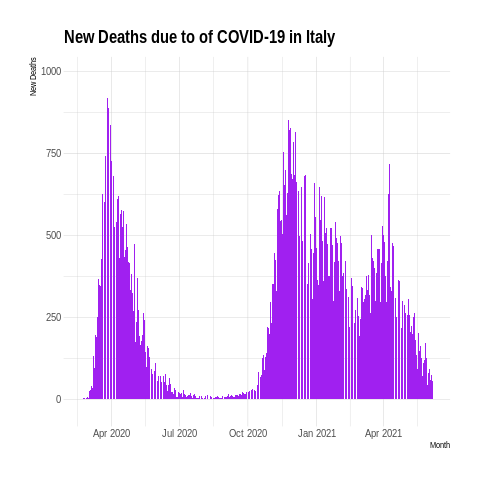 New Deaths due to of COVID-19 in Italy
New Deaths
1000
750
500
250
0
Apr 2020 Jul 2020 Oct 2020 Jan 2021 Apr 2021
Month